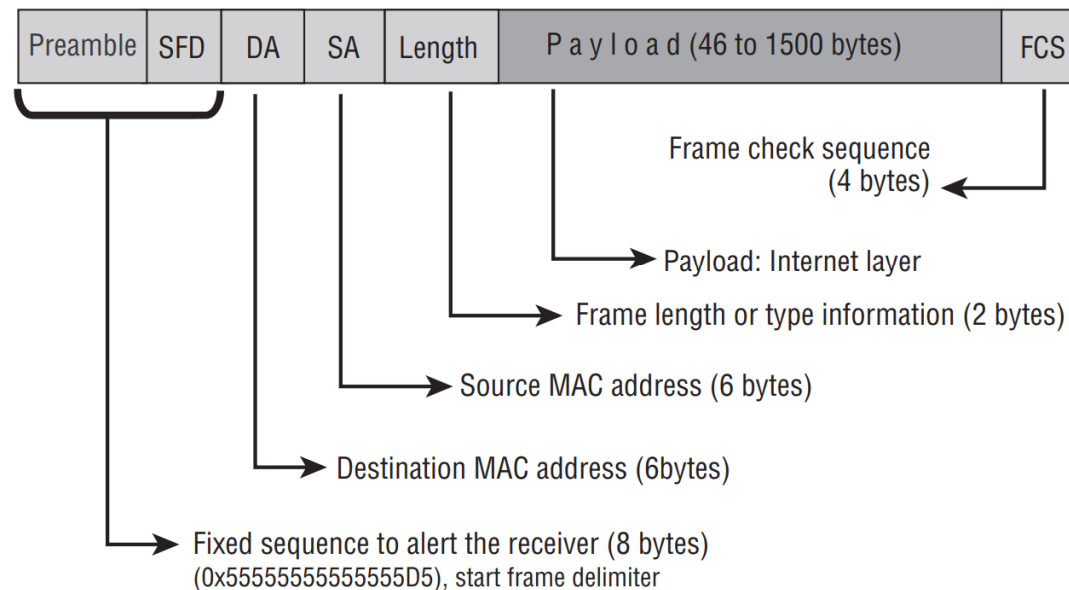 Preamble
SFD
DA
SA
Length
P a y l o a d (46 to 1500 bytes)
FCS
Frame check sequence
(4 bytes)
Payload: Internet layer
Frame length or type information (2 bytes)
Source MAC address (6 bytes)
Destination MAC address (6bytes)
Fixed sequence to alert the receiver (8 bytes)
(0x55555555555555D5), start frame delimiter